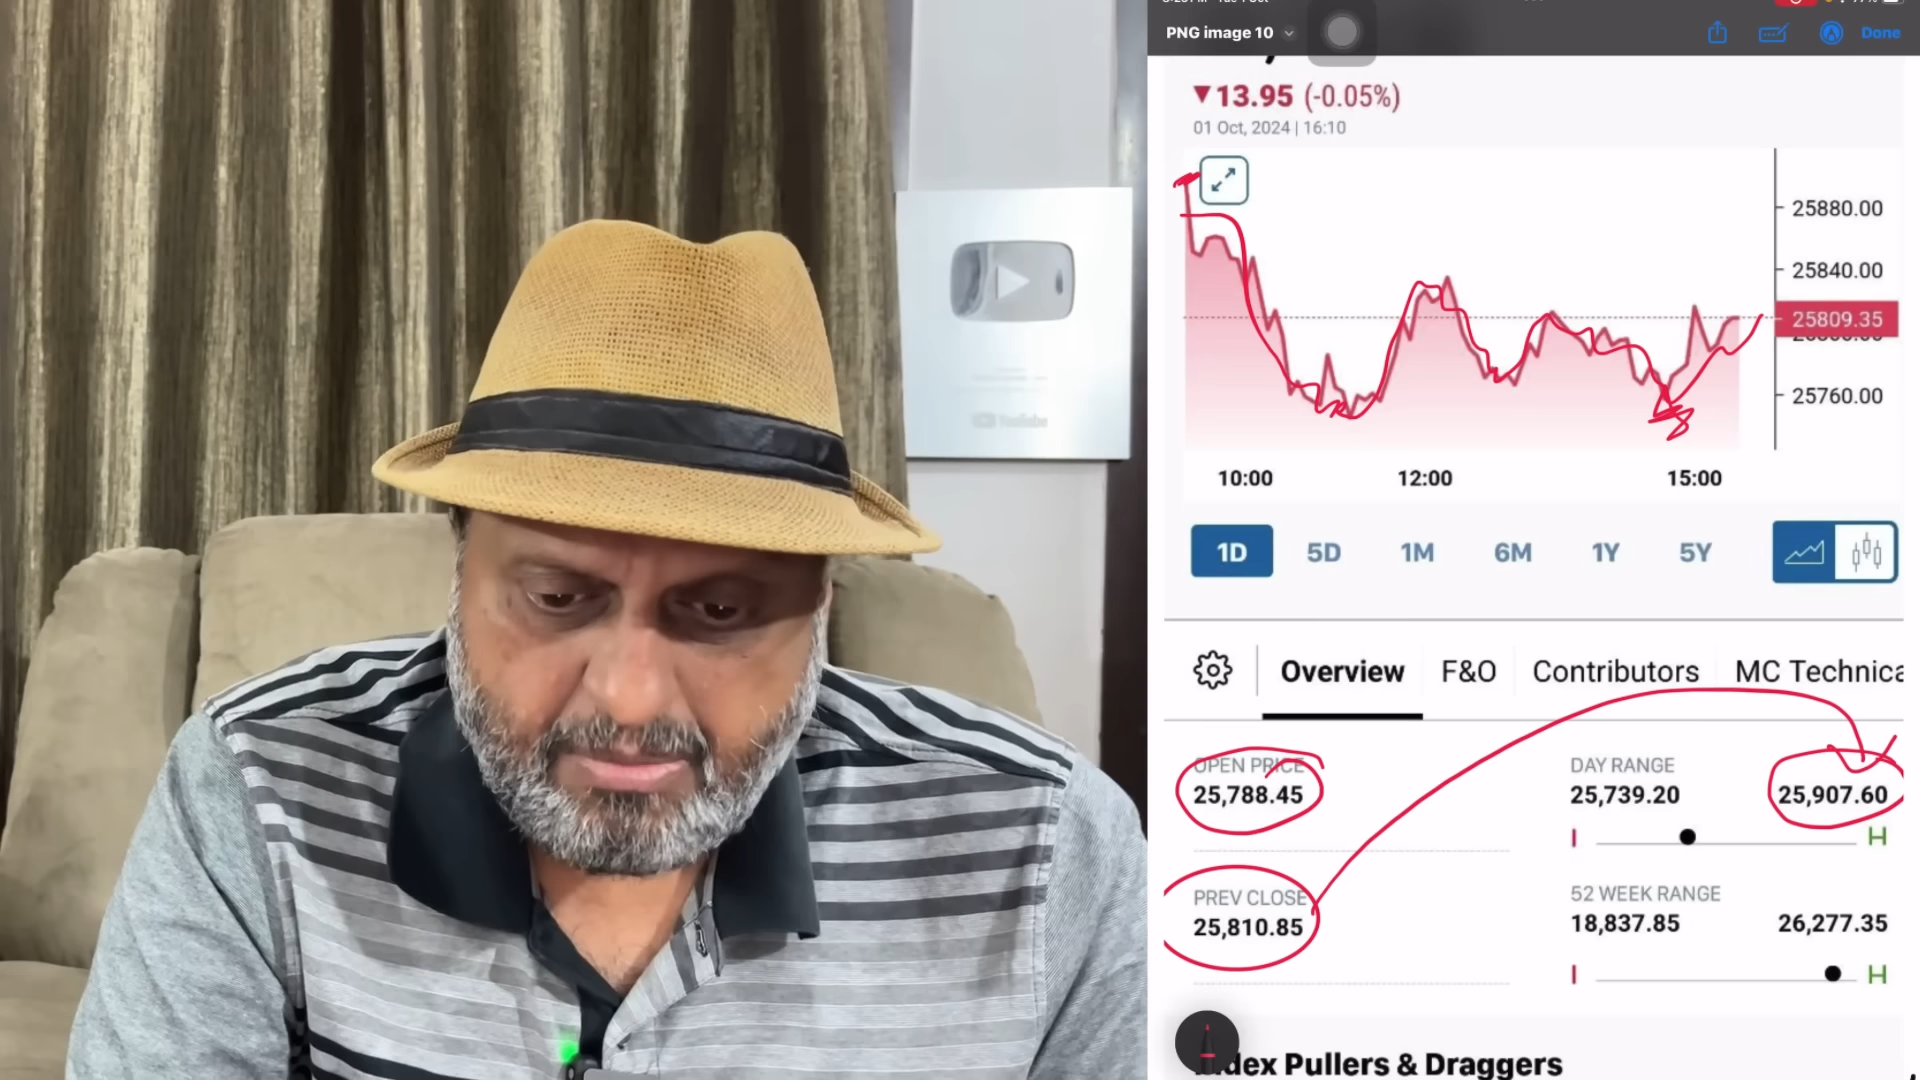 PNG image 10
Done
▼13.95 (-0.05%)
01 Oct, 2024 | 16:10
25880.00
25840.00
25809.35
25760.00
10:00 12:00 15:00
1D 5D 1M 6M 1Y 5Y
Overview F&O Contributors MC Technica
OPEN PRICE
25,788.45
DAY RANGE
25,739.20 25,907.60
L H
PREV CLOSE
25,810.85
52 WEEK RANGE
18,837.85 26,277.35
L H
dex Pullers & Draggers
YouTube